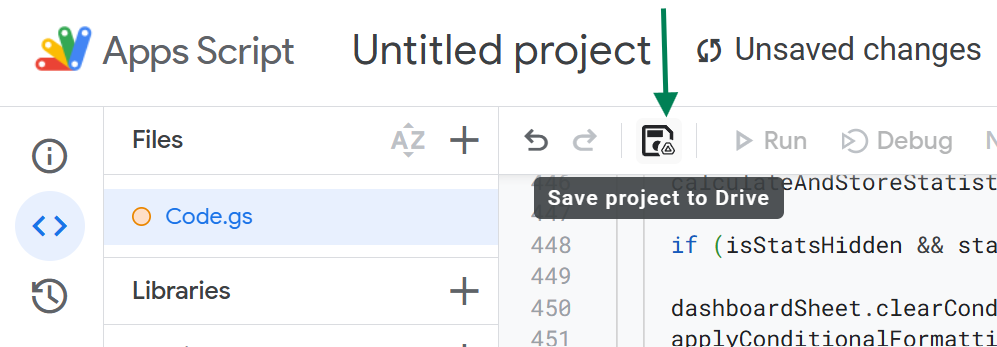 Apps Script
Untitled project
Unsaved changes
Files
AZ
Run
Debug
Code.gs
Libraries
Save project to Drive
446 calculateAndStoreStatist
447
448 if (isStatsHidden && sta
449
450 dashboardSheet.clearCond
451 applyConditionalFormatti